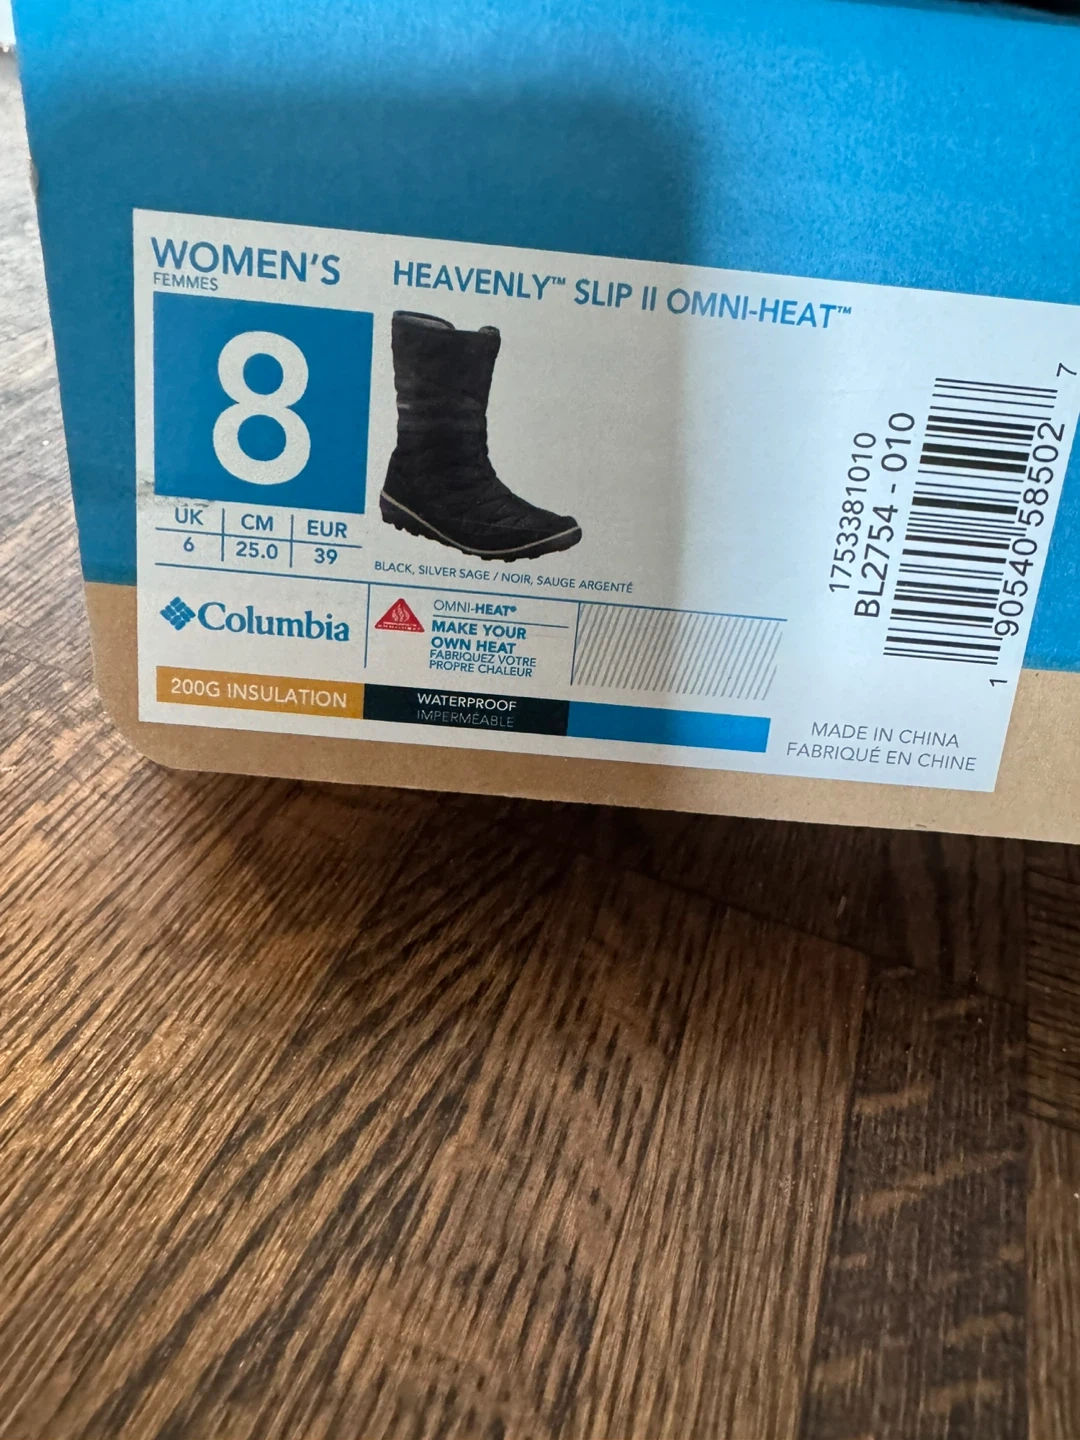 WOMEN'S
FEMMES
HEAVENLY™ SLIP II OMNI-HEAT™
8
UK
CM
EUR
6
25.0
39
BLACK, SILVER SAGE / NOIR, SAUGE ARGENTÉ
Columbia
OMNI-HEAT®
MAKE YOUR
OWN HEAT
FABRIQUEZ VOTRE
PROPRE CHALEUR
200G INSULATION
WATERPROOF
IMPERMÉABLE
1753381010
BL2754 - 010
1 90540 58502 7
MADE IN CHINA
FABRIQUÉ EN CHINE